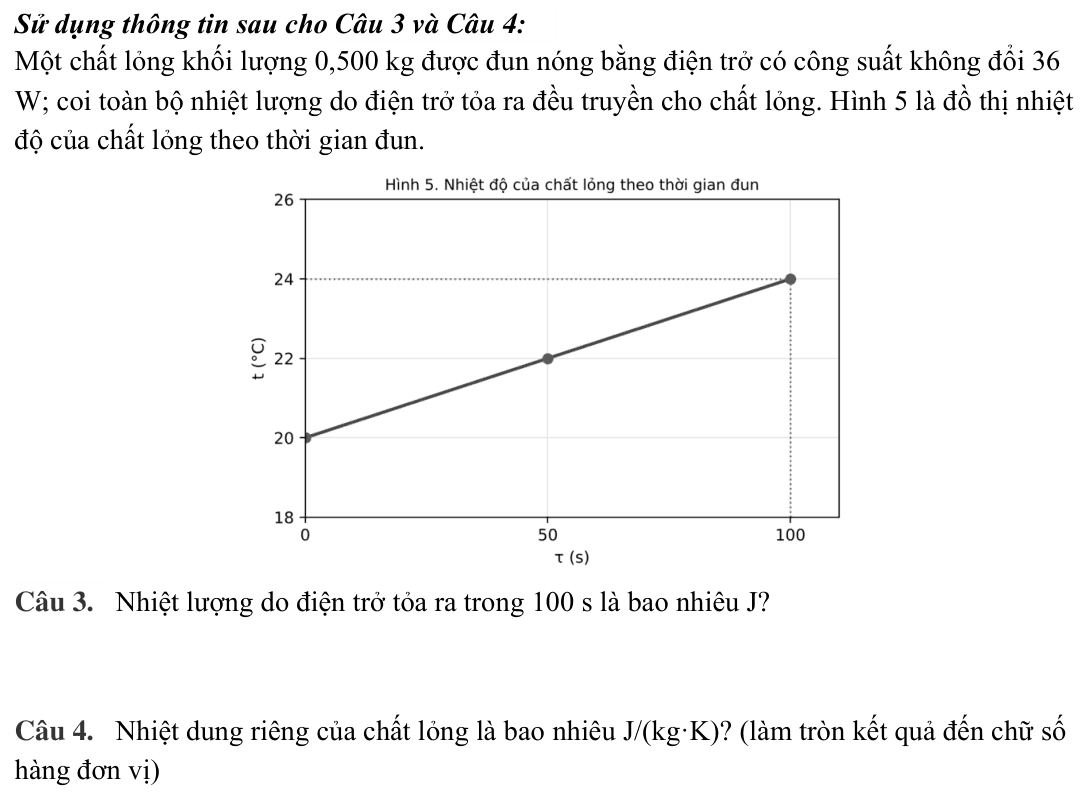 Sử dụng thông tin sau cho Câu 3 và Câu 4:
Một chất lỏng khối lượng 0,500 kg được đun nóng bằng điện trở có công suất không đổi 36
W; coi toàn bộ nhiệt lượng do điện trở tỏa ra đều truyền cho chất lỏng. Hình 5 là đồ thị nhiệt
độ của chất lỏng theo thời gian đun.
Hình 5. Nhiệt độ của chất lỏng theo thời gian đun
26
24
22
20
18
t (°C)
0 50 100
τ (s)
Câu 3. Nhiệt lượng do điện trở tỏa ra trong 100 s là bao nhiêu J?
Câu 4. Nhiệt dung riêng của chất lỏng là bao nhiêu J/(kg·K)? (làm tròn kết quả đến chữ số
hàng đơn vị)